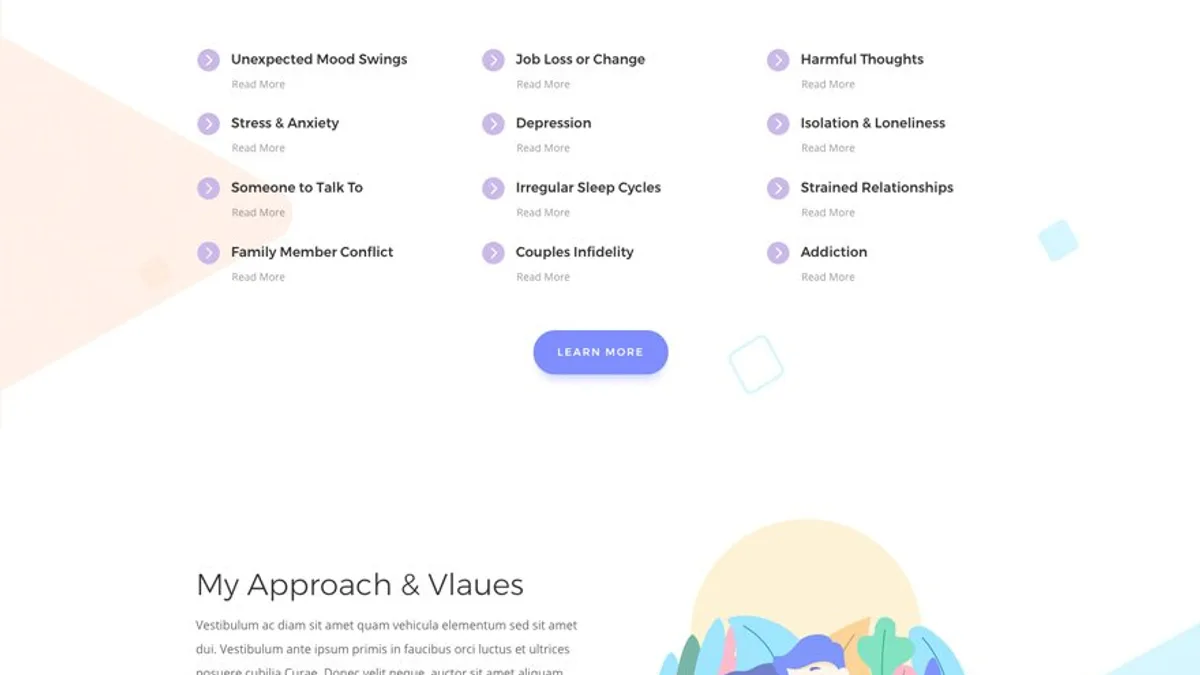 Unexpected Mood Swings
Read More
Job Loss or Change
Read More
Harmful Thoughts
Read More
Stress & Anxiety
Read More
Depression
Read More
Isolation & Loneliness
Read More
Someone to Talk To
Read More
Irregular Sleep Cycles
Read More
Strained Relationships
Read More
Family Member Conflict
Read More
Couples Infidelity
Read More
Addiction
Read More
LEARN MORE
My Approach & Vlaues
Vestibulum ac diam sit amet quam vehicula elementum sed sit amet
dui. Vestibulum ante ipsum primis in faucibus orci luctus et ultrices
posuere cubilia Curae. Donec velit neque, auctor sit amet aliquam